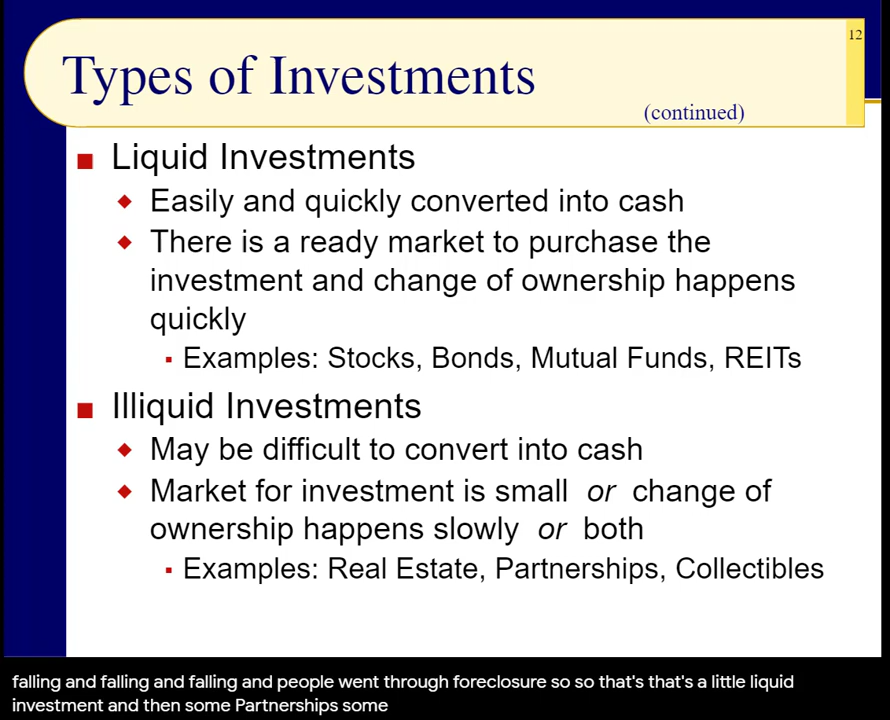 12
Types of Investments
(continued)
Liquid Investments
Easily and quickly converted into cash
There is a ready market to purchase the
investment and change of ownership happens
quickly
Examples: Stocks, Bonds, Mutual Funds, REITs
Illiquid Investments
May be difficult to convert into cash
Market for investment is small or change of
ownership happens slowly or both
Examples: Real Estate, Partnerships, Collectibles
falling and falling and falling and people went through foreclosure so so that's that's a little liquid
investment and then some Partnerships some